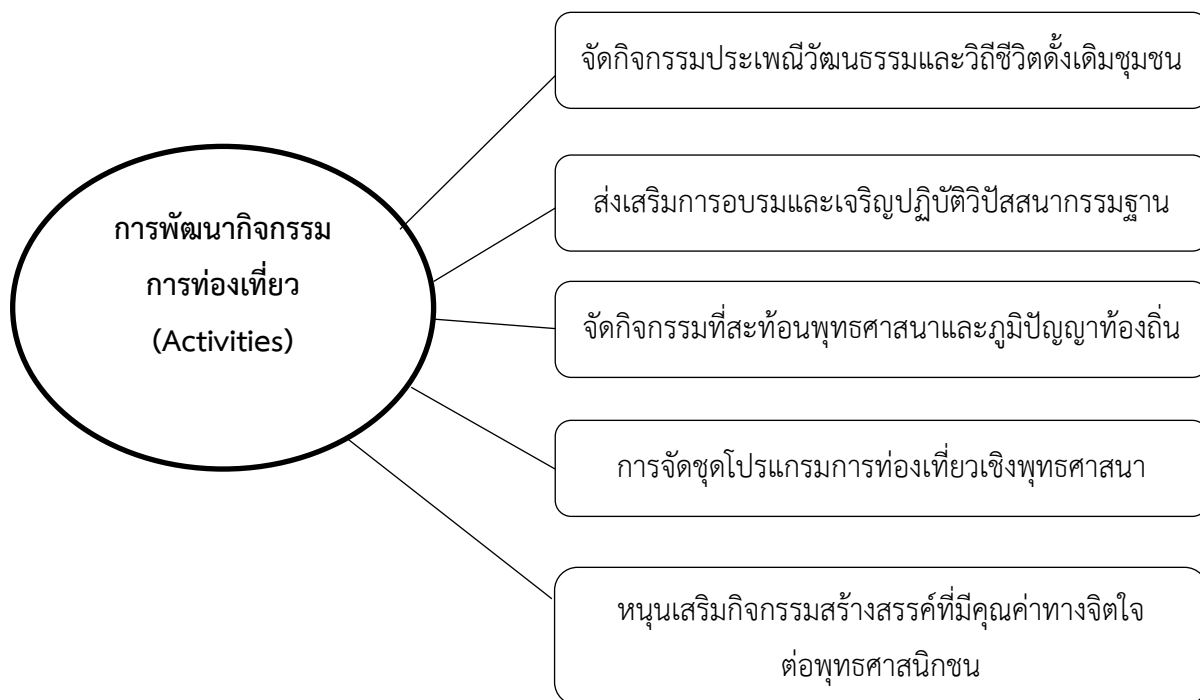 จัดกิจกรรมประเพณีวัฒนธรรมและวิถีชีวิตดั้งเดิมชุมชน
การพัฒนากิจกรรม
การท่องเที่ยว
(Activities)
ส่งเสริมการอบรมและเจริญปฏิบัติวิปัสสนากรรมฐาน
จัดกิจกรรมที่สะท้อนพุทธศาสนาและภูมิปัญญาท้องถิ่น
การจัดชุดโปรแกรมการท่องเที่ยวเชิงพุทธศาสนา
หนุนเสริมกิจกรรมสร้างสรรค์ที่มีคุณค่าทางจิตใจ
ต่อพุทธศาสนิกชน